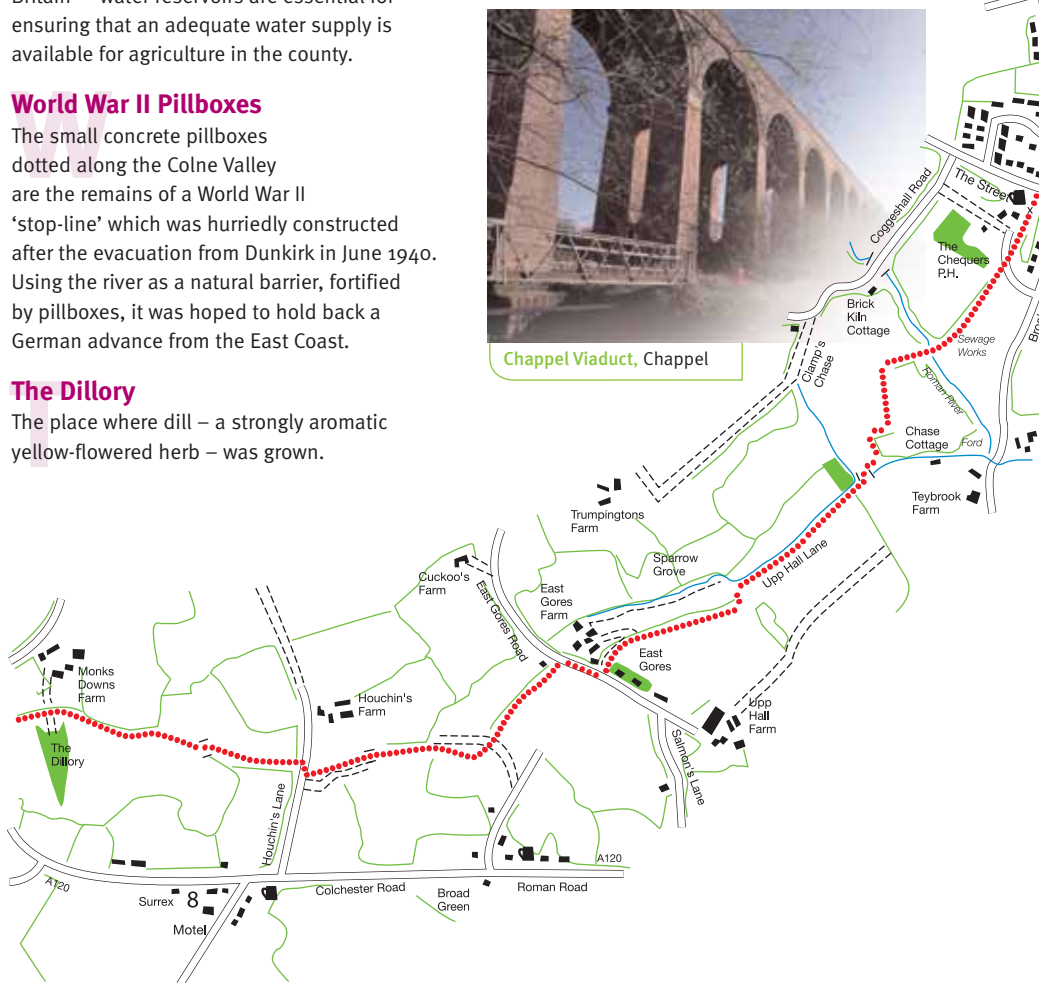 ensuring that an adequate water supply is
available for agriculture in the county.
World War II Pillboxes
The small concrete pillboxes
dotted along the Colne Valley
are the remains of a World War II
‘stop-line’ which was hurriedly constructed
after the evacuation from Dunkirk in June 1940.
Using the river as a natural barrier, fortified
by pillboxes, it was hoped to hold back a
German advance from the East Coast.
The Dillory
The place where dill – a strongly aromatic
yellow-flowered herb – was grown.
Chappel Viaduct, Chappel
Coggeshall Road
The Street
x
The
Chequers
P.H.
Brick
Kiln
Cottage
Sewage
Works
Clamp's
Chase
Roman River
Chase
Cottage
Ford
Teybrook
Farm
Trumpingtons
Farm
Sparrow
Grove
Upp Hall Lane
Cuckoo's
Farm
East Gores Road
East
Gores
Farm
East
Gores
Monks
Downs
Farm
Houchin's
Farm
Upp
Hall
Farm
The
Dillory
Salmon's Lane
Houchin's Lane
A120
Surrex
8
Motel
Colchester Road
Broad
Green
Roman Road
A120